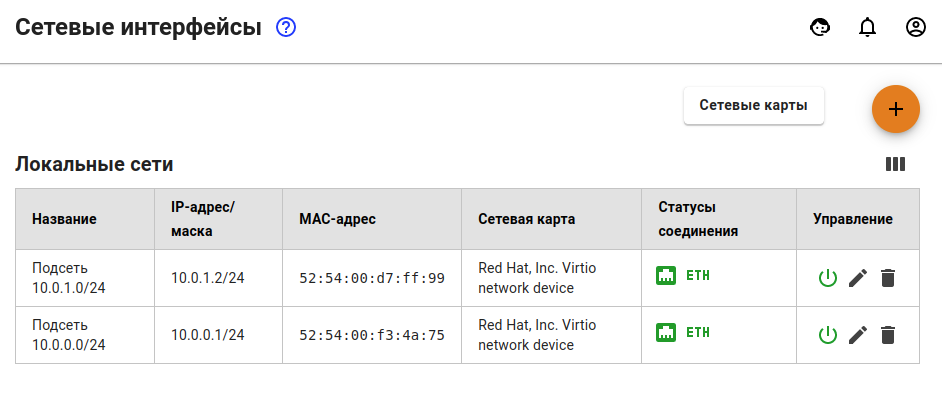 Сетевые интерфейсы
Сетевые карты
Локальные сети
Название
IP-адрес/
маска
MAC-адрес
Сетевая карта
Статусы
соединения
Управление
Подсеть
10.0.1.0/24
10.0.1.2/24
52:54:00:d7:ff:99
Red Hat, Inc. Virtio
network device
ETH
Подсеть
10.0.0.0/24
10.0.0.1/24
52:54:00:f3:4a:75
Red Hat, Inc. Virtio
network device
ETH